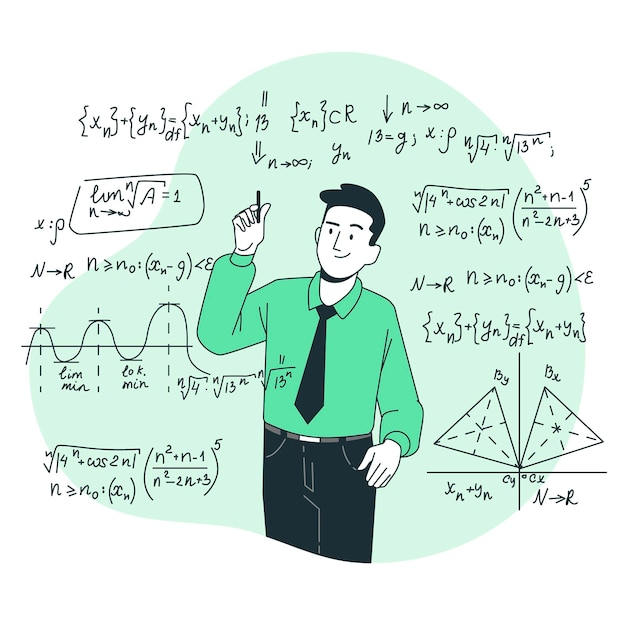 {xₙ}+{yₙ}=df{xₙ+yₙ}; 13 ‖
⇓ n→∞;
{xₙ}⊂R
yₙ
↓ n→∞
13=g; x:ρ ⁿ√4: ⁿ√13ⁿ;
lim n→∞ ⁿ√A=1
x:ρ
N→R n≥n₀:(xₙ-g)<ε
lim min
lok. min
ⁿ√4: ⁿ√13ⁿ ⁿ√13ⁿ ‖
ⁿ√|4ⁿ+cos2n| ((n²+n-1)/(n²-2n+3))⁵
n≥n₀:(xₙ)
ⁿ√|4ⁿ+cos2n| ((n²+n-1)/(n²-2n+3))⁵
n≥n₀:(xₙ)
N→R n≥n₀:(xₙ-g)<ε
{xₙ}+{yₙ}=df{xₙ+yₙ}
By Bx
Cy Cx
xₙ+yₙ N→R